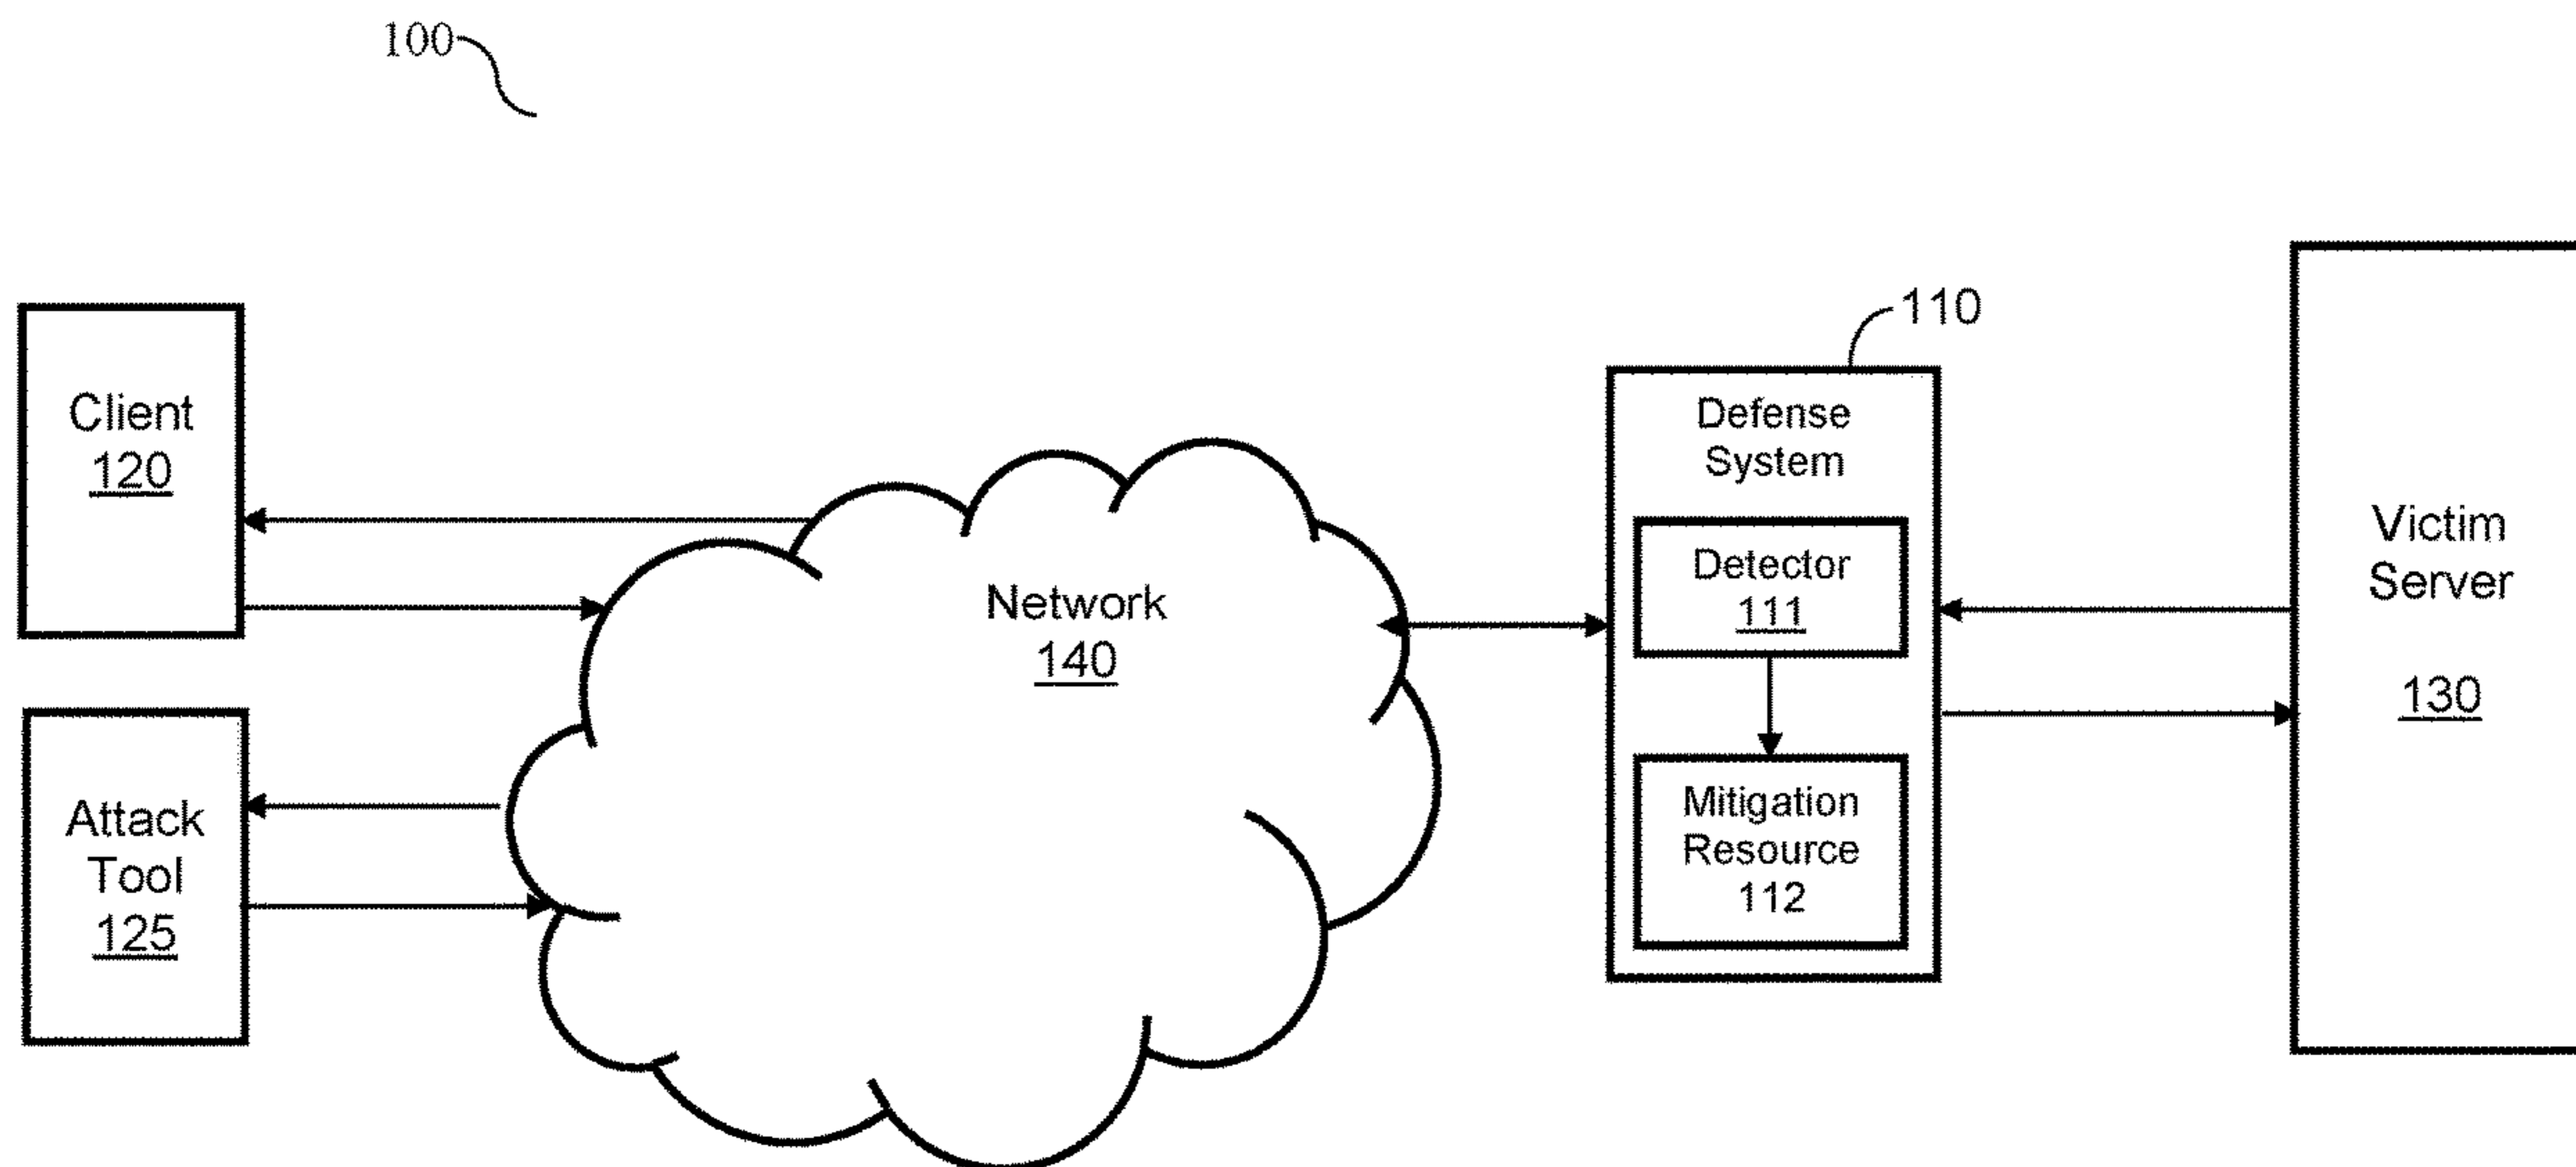 100
Client
120
Attack
Tool
125
Network
140
110
Defense
System
Detector
111
Mitigation
Resource
112
Victim
Server
130